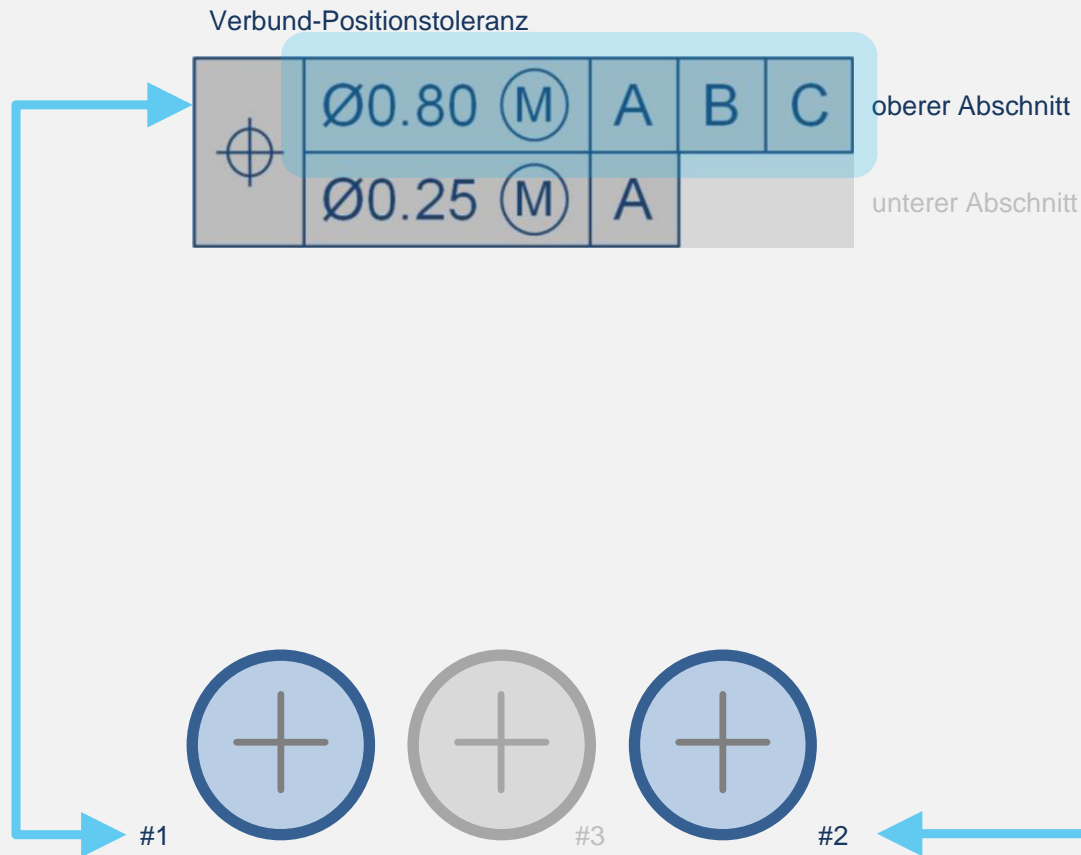 Verbund-Positionstoleranz
Ø0.80 Ⓜ A B C
oberer Abschnitt
Ø0.25 Ⓜ A
unterer Abschnitt
#1 #3 #2